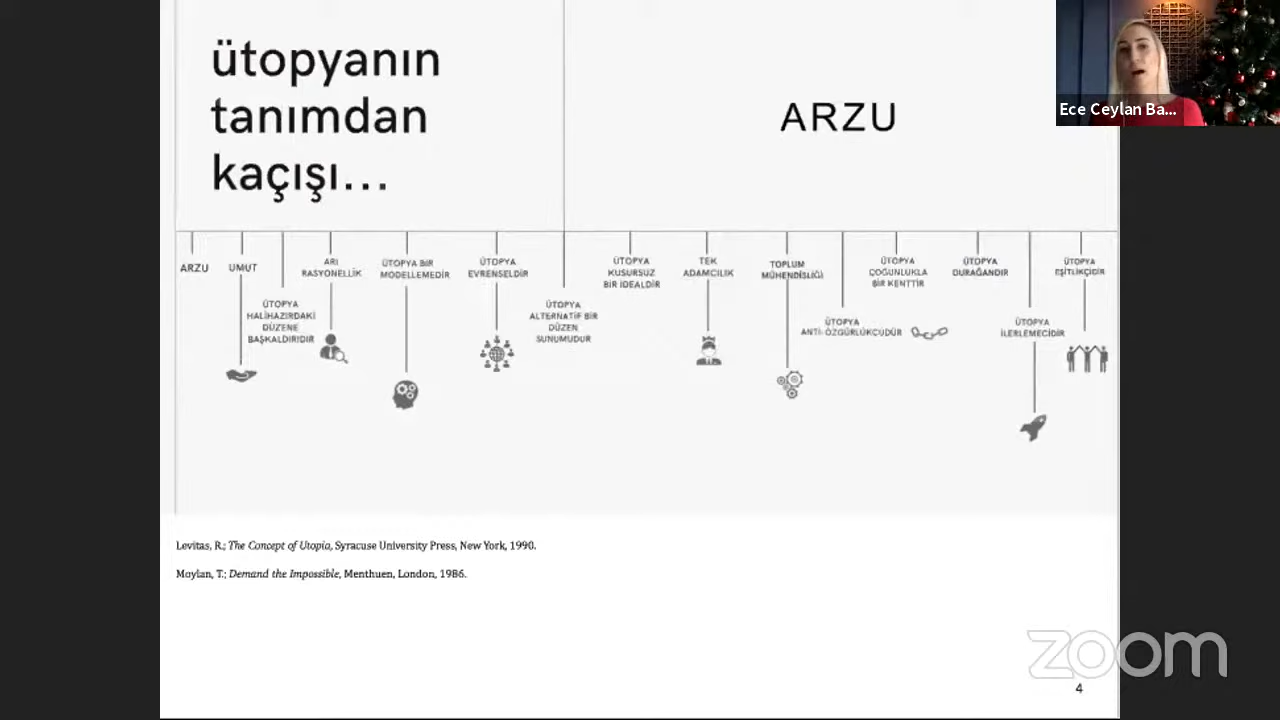 ütopyanın
tanımdan
kaçışı...
ARZU
Ece Ceylan Ba...
ARZU
UMUT
ÜTOPYA
HALİHAZIRDAKİ
DÜZENE
BAŞKALDIRIDIR
ARI
RASYONELLİK
ÜTOPYA BİR
MODELLEMEDİR
ÜTOPYA
EVRENSELDİR
ÜTOPYA
ALTERNATİF BİR
DÜZEN
SUNUMUDUR
ÜTOPYA
KUSURSUZ
BİR İDEALDİR
TEK
ADAMCILIK
TOPLUM
MÜHENDİSLİĞİ
ÜTOPYA
ANTİ-ÖZGÜRLÜKÇÜDÜR
ÜTOPYA
ÇOĞUNLUKLA
BİR KENTTİR
ÜTOPYA
DURAĞANDIR
ÜTOPYA
İLERLEMECİDİR
ÜTOPYA
EŞİTLİKÇİDİR
Levitas, R.; The Concept of Utopia, Syracuse University Press, New York, 1990.
Moylan, T.; Demand the Impossible, Menthuen, London, 1986.
zoom
4